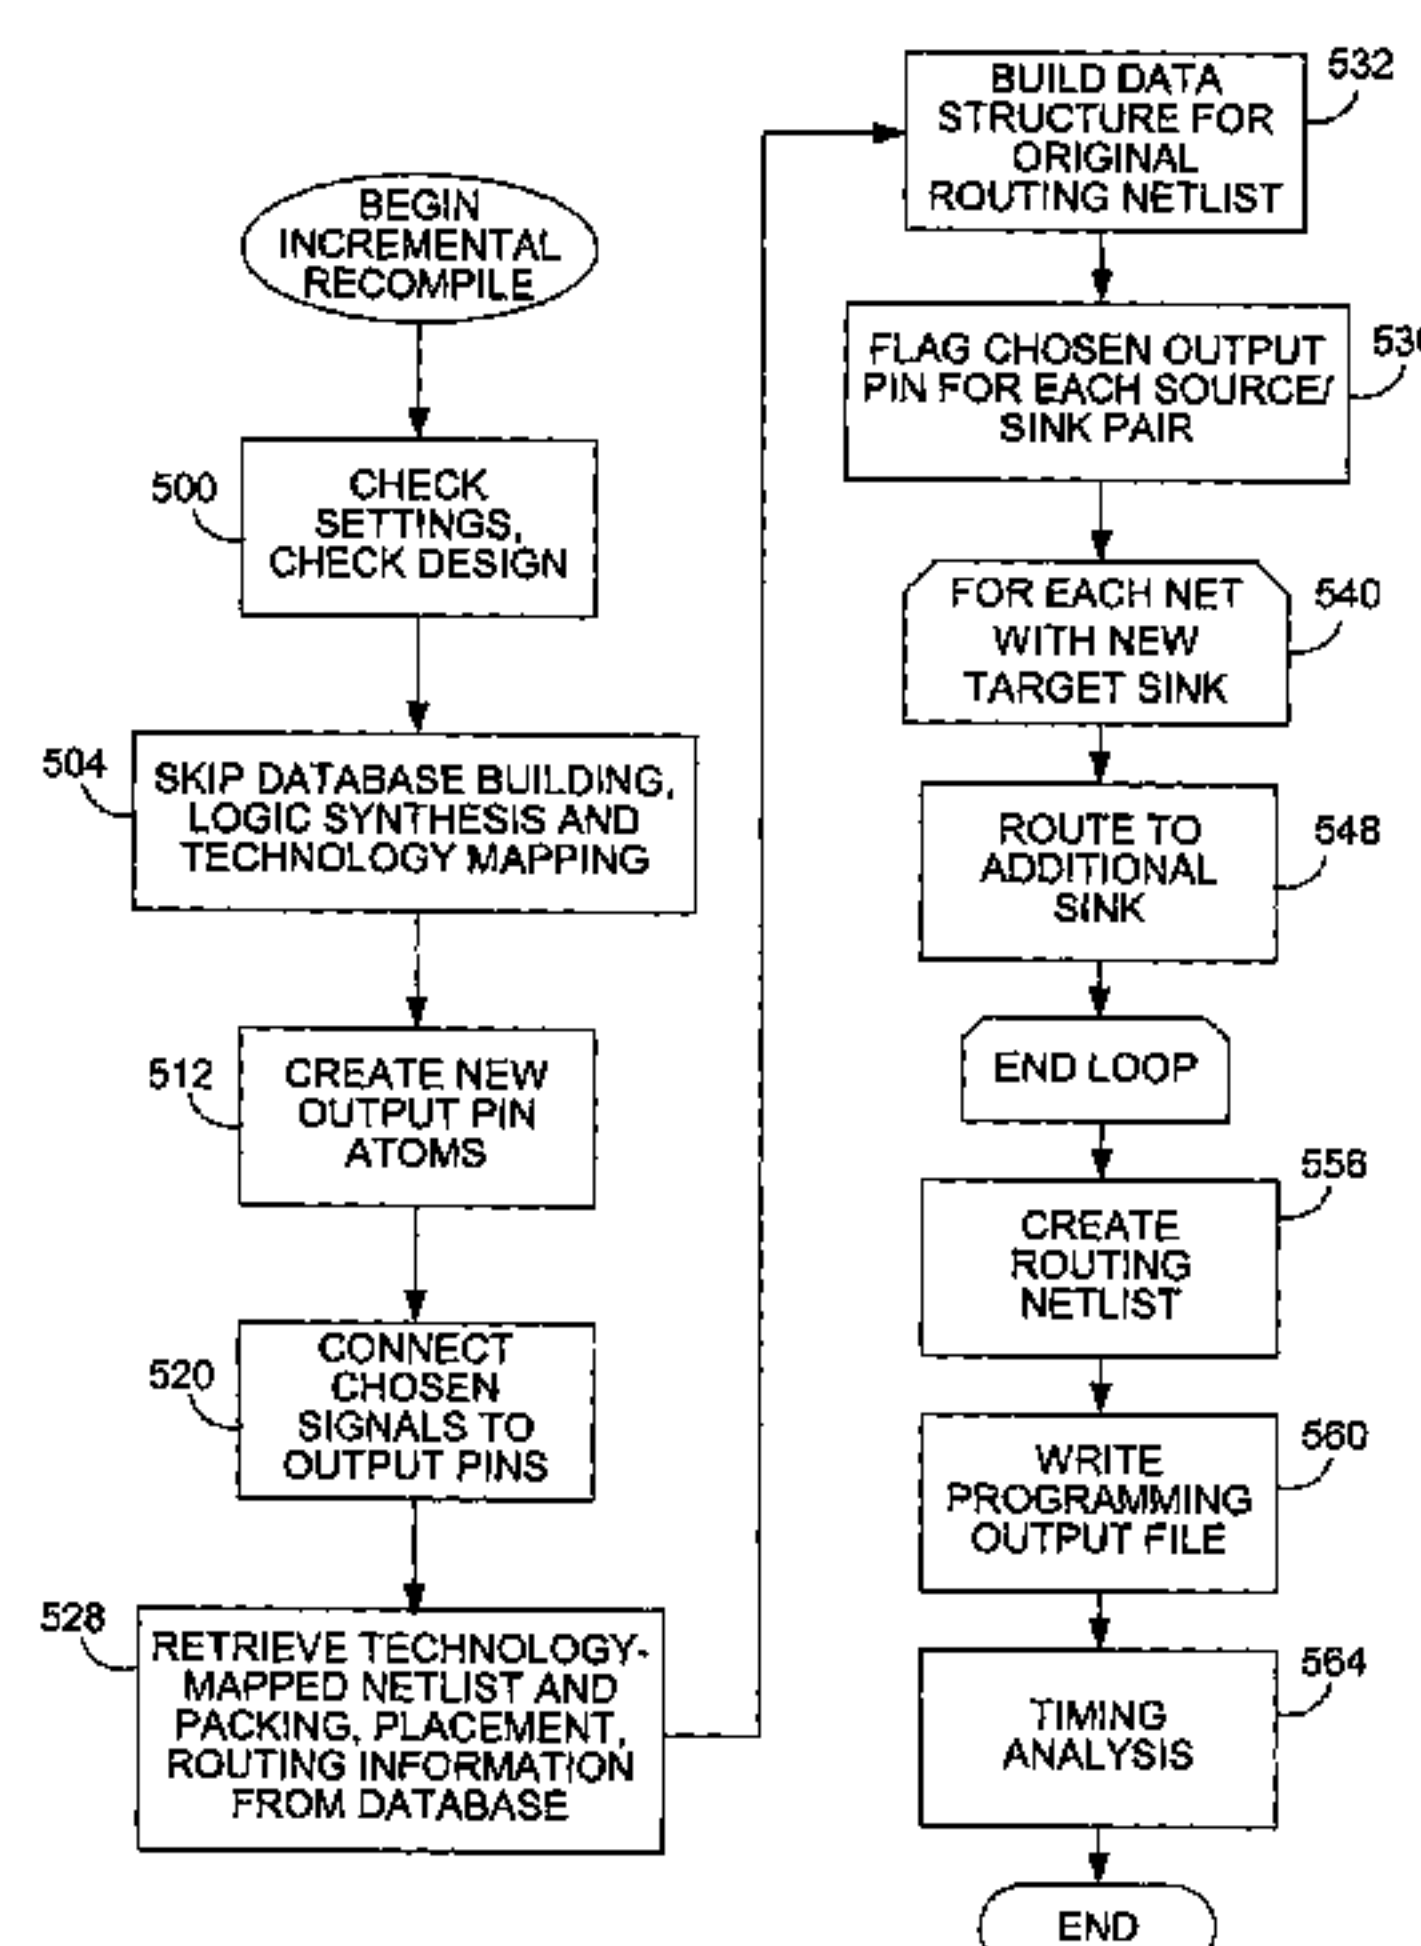 BEGIN
INCREMENTAL
RECOMPILE
500
CHECK
SETTINGS,
CHECK DESIGN
504
SKIP DATABASE BUILDING,
LOGIC SYNTHESIS AND
TECHNOLOGY MAPPING
512
CREATE NEW
OUTPUT PIN
ATOMS
520
CONNECT
CHOSEN
SIGNALS TO
OUTPUT PINS
528
RETRIEVE TECHNOLOGY-
MAPPED NETLIST AND
PACKING, PLACEMENT,
ROUTING INFORMATION
FROM DATABASE
532
BUILD DATA
STRUCTURE FOR
ORIGINAL
ROUTING NETLIST
FLAG CHOSEN OUTPUT
PIN FOR EACH SOURCE/
SINK PAIR
540
FOR EACH NET
WITH NEW
TARGET SINK
548
ROUTE TO
ADDITIONAL
SINK
END LOOP
556
CREATE
ROUTING
NETLIST
560
WRITE
PROGRAMMING
OUTPUT FILE
564
TIMING
ANALYSIS
END